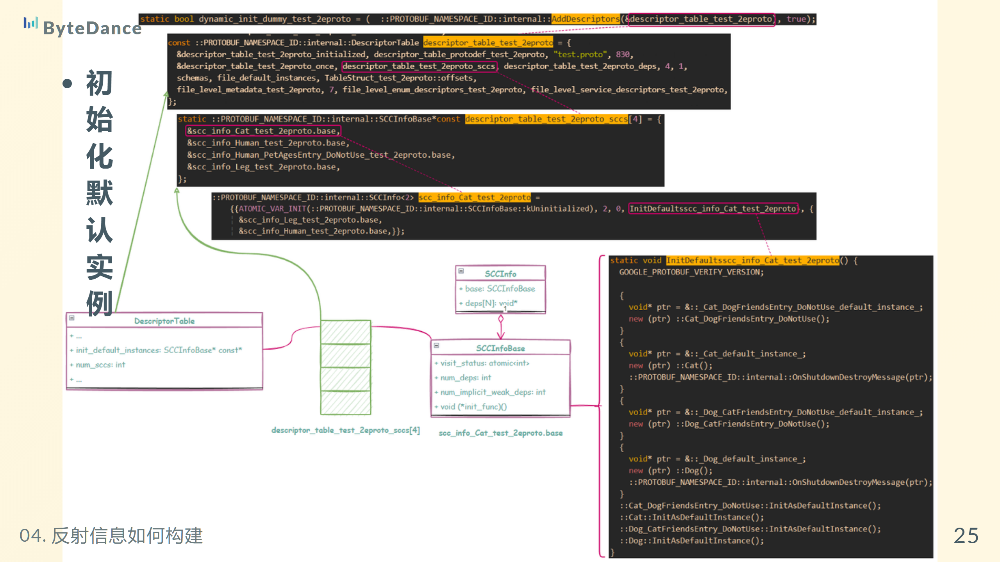 ByteDance
static bool dynamic_init_dummy_test_2eproto = (  ::PROTOBUF_NAMESPACE_ID::internal::AddDescriptors(&descriptor_table_test_2eproto), true);
const ::PROTOBUF_NAMESPACE_ID::internal::DescriptorTable descriptor_table_test_2eproto = {
&descriptor_table_test_2eproto_initialized, descriptor_table_protodef_test_2eproto, "test.proto", 830,
&descriptor_table_test_2eproto_once, descriptor_table_test_2eproto_sccs, descriptor_table_test_2eproto_deps, 4, 1,
schemas, file_default_instances, TableStruct_test_2eproto::offsets,
file_level_metadata_test_2eproto, 7, file_level_enum_descriptors_test_2eproto, file_level_service_descriptors_test_2eproto,
};
• 初
始
化
默
认
实
例
static ::PROTOBUF_NAMESPACE_ID::internal::SCCInfoBase*const descriptor_table_test_2eproto_sccs[4] = {
&scc_info_Cat_test_2eproto.base,
&scc_info_Human_test_2eproto.base,
&scc_info_Human_PetAgesEntry_DoNotUse_test_2eproto.base,
&scc_info_Leg_test_2eproto.base,
};
::PROTOBUF_NAMESPACE_ID::internal::SCCInfo<2> scc_info_Cat_test_2eproto =
{{ATOMIC_VAR_INIT(::PROTOBUF_NAMESPACE_ID::internal::SCCInfoBase::kUninitialized), 2, 0, InitDefaultsscc_info_Cat_test_2eproto}, {
&scc_info_Leg_test_2eproto.base,
&scc_info_Human_test_2eproto.base,}};
DescriptorTable
+ ...
+ init_default_instances: SCCInfoBase* const*
+ num_sccs: int
+ ...
descriptor_table_test_2eproto_sccs[4]
SCCInfo
+ base: SCCInfoBase
+ deps[N]: void*
1
SCCInfoBase
+ visit_status: atomic<int>
+ num_deps: int
+ num_implicit_weak_deps: int
+ void (*init_func)()
scc_info_Cat_test_2eproto.base
static void InitDefaultsscc_info_Cat_test_2eproto() {
GOOGLE_PROTOBUF_VERIFY_VERSION;
{
void* ptr = &::_Cat_DogFriendsEntry_DoNotUse_default_instance_;
new (ptr) ::Cat_DogFriendsEntry_DoNotUse();
}
{
void* ptr = &::_Cat_default_instance_;
new (ptr) ::Cat();
::PROTOBUF_NAMESPACE_ID::internal::OnShutdownDestroyMessage(ptr);
}
{
void* ptr = &::_Dog_CatFriendsEntry_DoNotUse_default_instance_;
new (ptr) ::Dog_CatFriendsEntry_DoNotUse();
}
{
void* ptr = &::_Dog_default_instance_;
new (ptr) ::Dog();
::PROTOBUF_NAMESPACE_ID::internal::OnShutdownDestroyMessage(ptr);
}
::Cat_DogFriendsEntry_DoNotUse::InitAsDefaultInstance();
::Cat::InitAsDefaultInstance();
::Dog_CatFriendsEntry_DoNotUse::InitAsDefaultInstance();
::Dog::InitAsDefaultInstance();
}
04. 反射信息如何构建
25